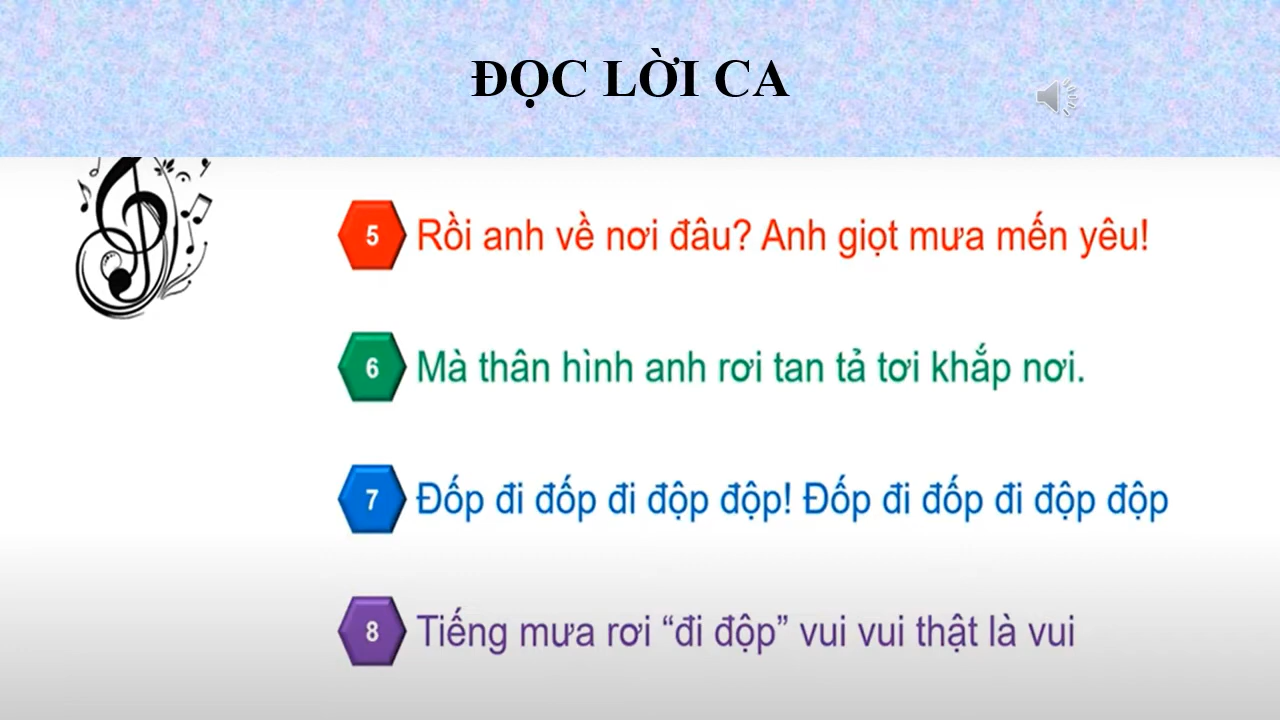 ĐỌC LỜI CA
5 Rồi anh về nơi đâu? Anh giọt mưa mến yêu!
6 Mà thân hình anh rơi tan tả tơi khắp nơi.
7 Đốp đi đốp đi độp độp! Đốp đi đốp đi độp độp
8 Tiếng mưa rơi “đi độp” vui vui thật là vui